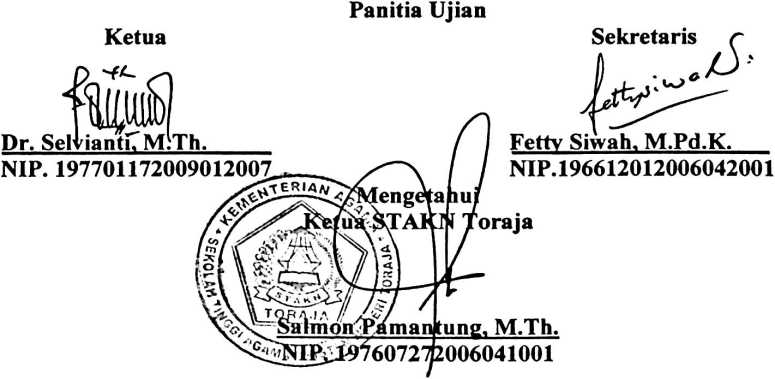 Panitia Ujian
Ketua
Sekretaris
Dr. Selvianti, M.Th.
NIP. 197701172009012007
Fetty Siwah, M.Pd.K.
NIP.196612012006042001
Mengetahui
Ketua STAKN Toraja
KEMENTERIAN AGAMA
SEKOLAH TINGGI AGAMA
NEGERI TORAJA
STAKN
TORAJA
Salmon Pamantung, M.Th.
NIP. 197607272006041001